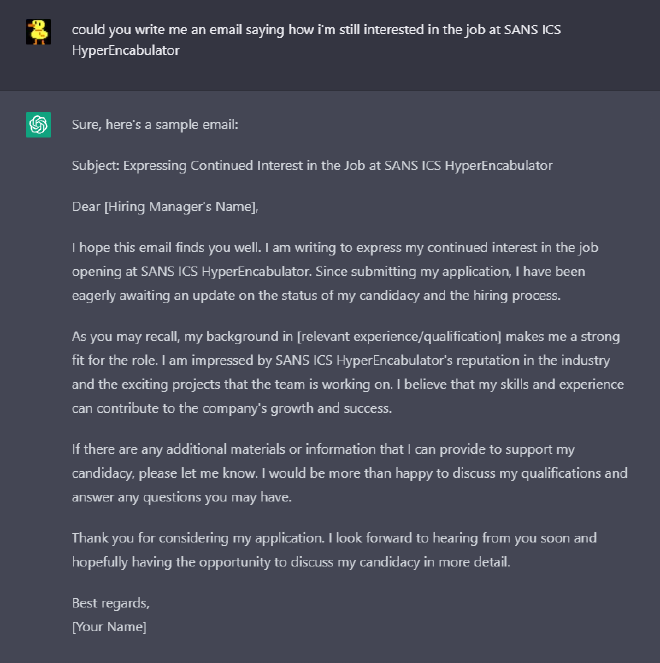 could you write me an email saying how i'm still interested in the job at SANS ICS
HyperEncabulator
Sure, here's a sample email:
Subject: Expressing Continued Interest in the Job at SANS ICS HyperEncabulator
Dear [Hiring Manager's Name],
I hope this email finds you well. I am writing to express my continued interest in the job
opening at SANS ICS HyperEncabulator. Since submitting my application, I have been
eagerly awaiting an update on the status of my candidacy and the hiring process.
As you may recall, my background in [relevant experience/qualification] makes me a strong
fit for the role. I am impressed by SANS ICS HyperEncabulator's reputation in the industry
and the exciting projects that the team is working on. I believe that my skills and experience
can contribute to the company's growth and success.
If there are any additional materials or information that I can provide to support my
candidacy, please let me know. I would be more than happy to discuss my qualifications and
answer any questions you may have.
Thank you for considering my application. I look forward to hearing from you soon and
hopefully having the opportunity to discuss my candidacy in more detail.
Best regards,
[Your Name]